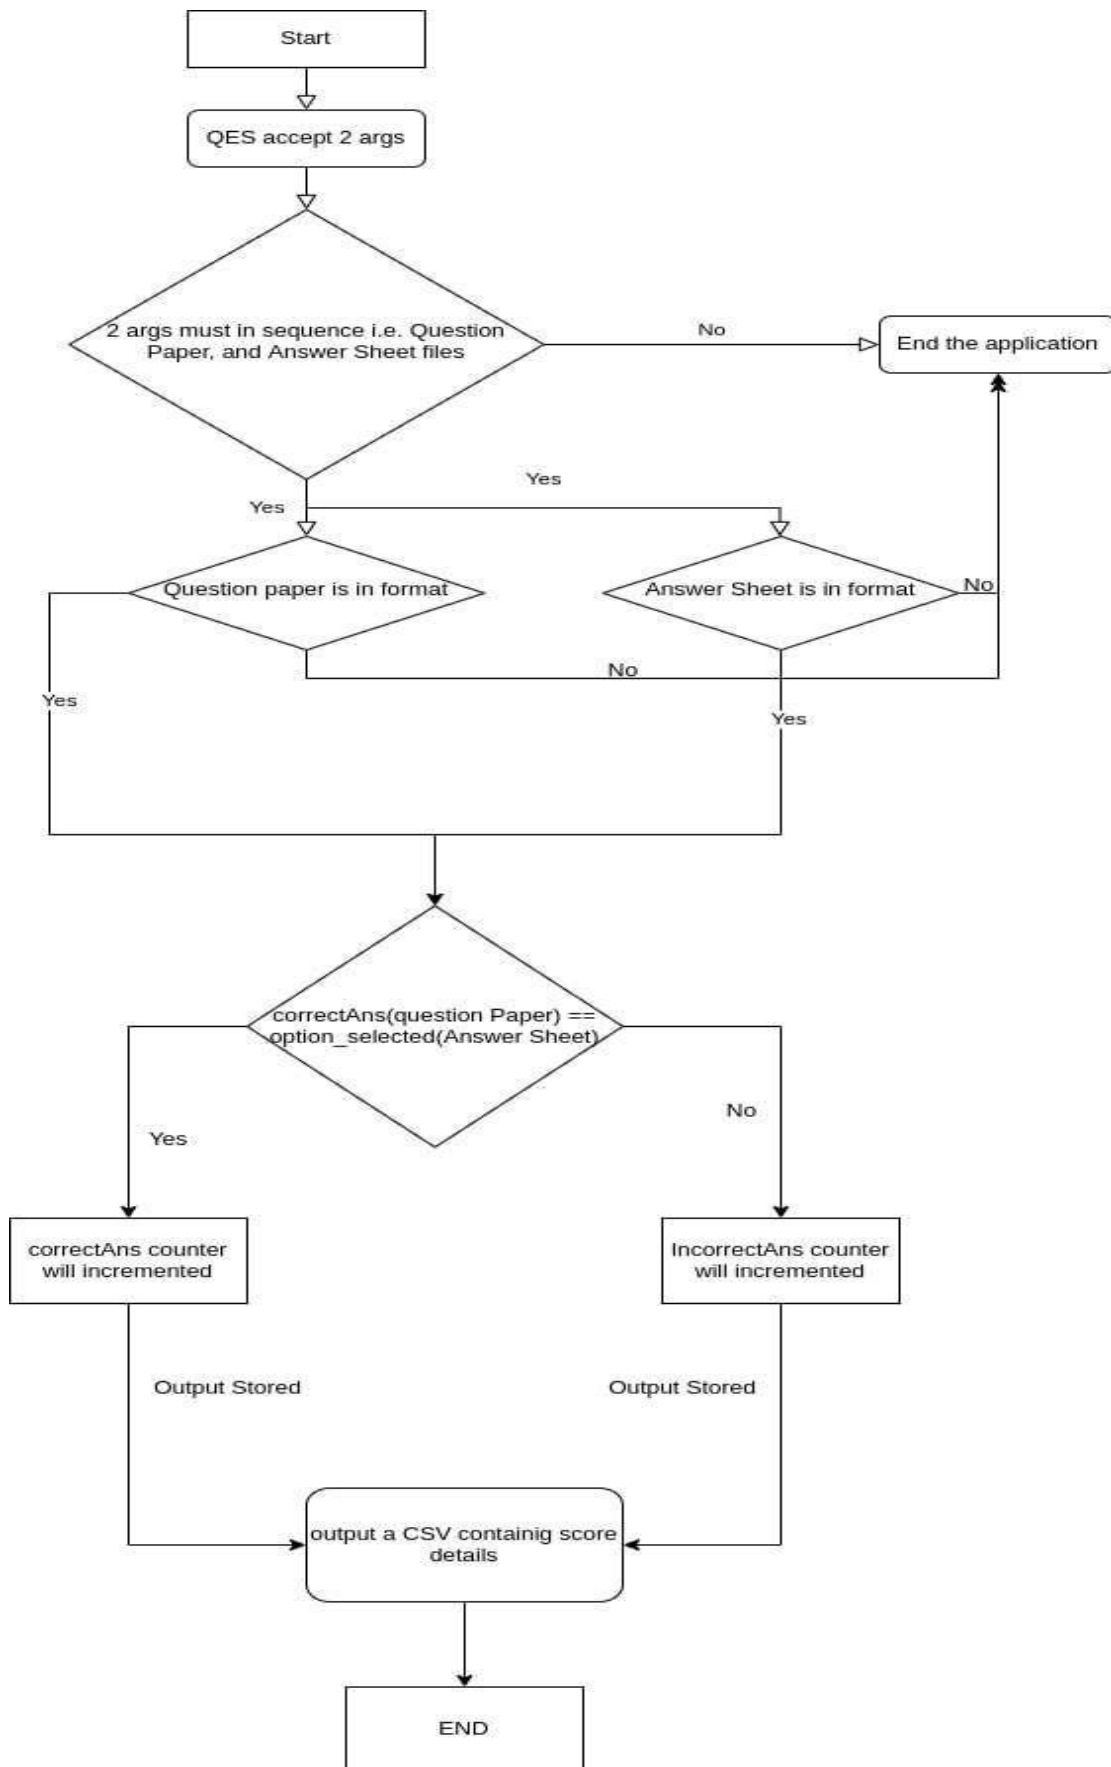 Start
QES accept 2 args
2 args must in sequence i.e. Question
Paper, and Answer Sheet files
No
End the application
Yes
Yes
Question paper is in format
Answer Sheet is in format
No
No
Yes
Yes
correctAns(question Paper) ==
option_selected(Answer Sheet)
Yes
No
correctAns counter
will incremented
IncorrectAns counter
will incremented
Output Stored
Output Stored
output a CSV containig score
details
END